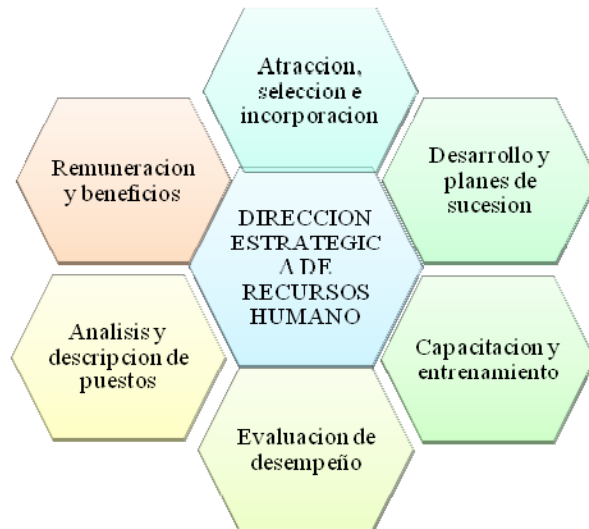 Atraccion,
seleccion e
incorporacion
Remuneracion
y beneficios
Desarrollo y
planes de
sucesion
DIRECCION
ESTRATEGIC
A DE
RECURSOS
HUMANO
Analisis y
descripcion de
puestos
Capacitacion y
entrenamiento
Evaluacion de
desempeño